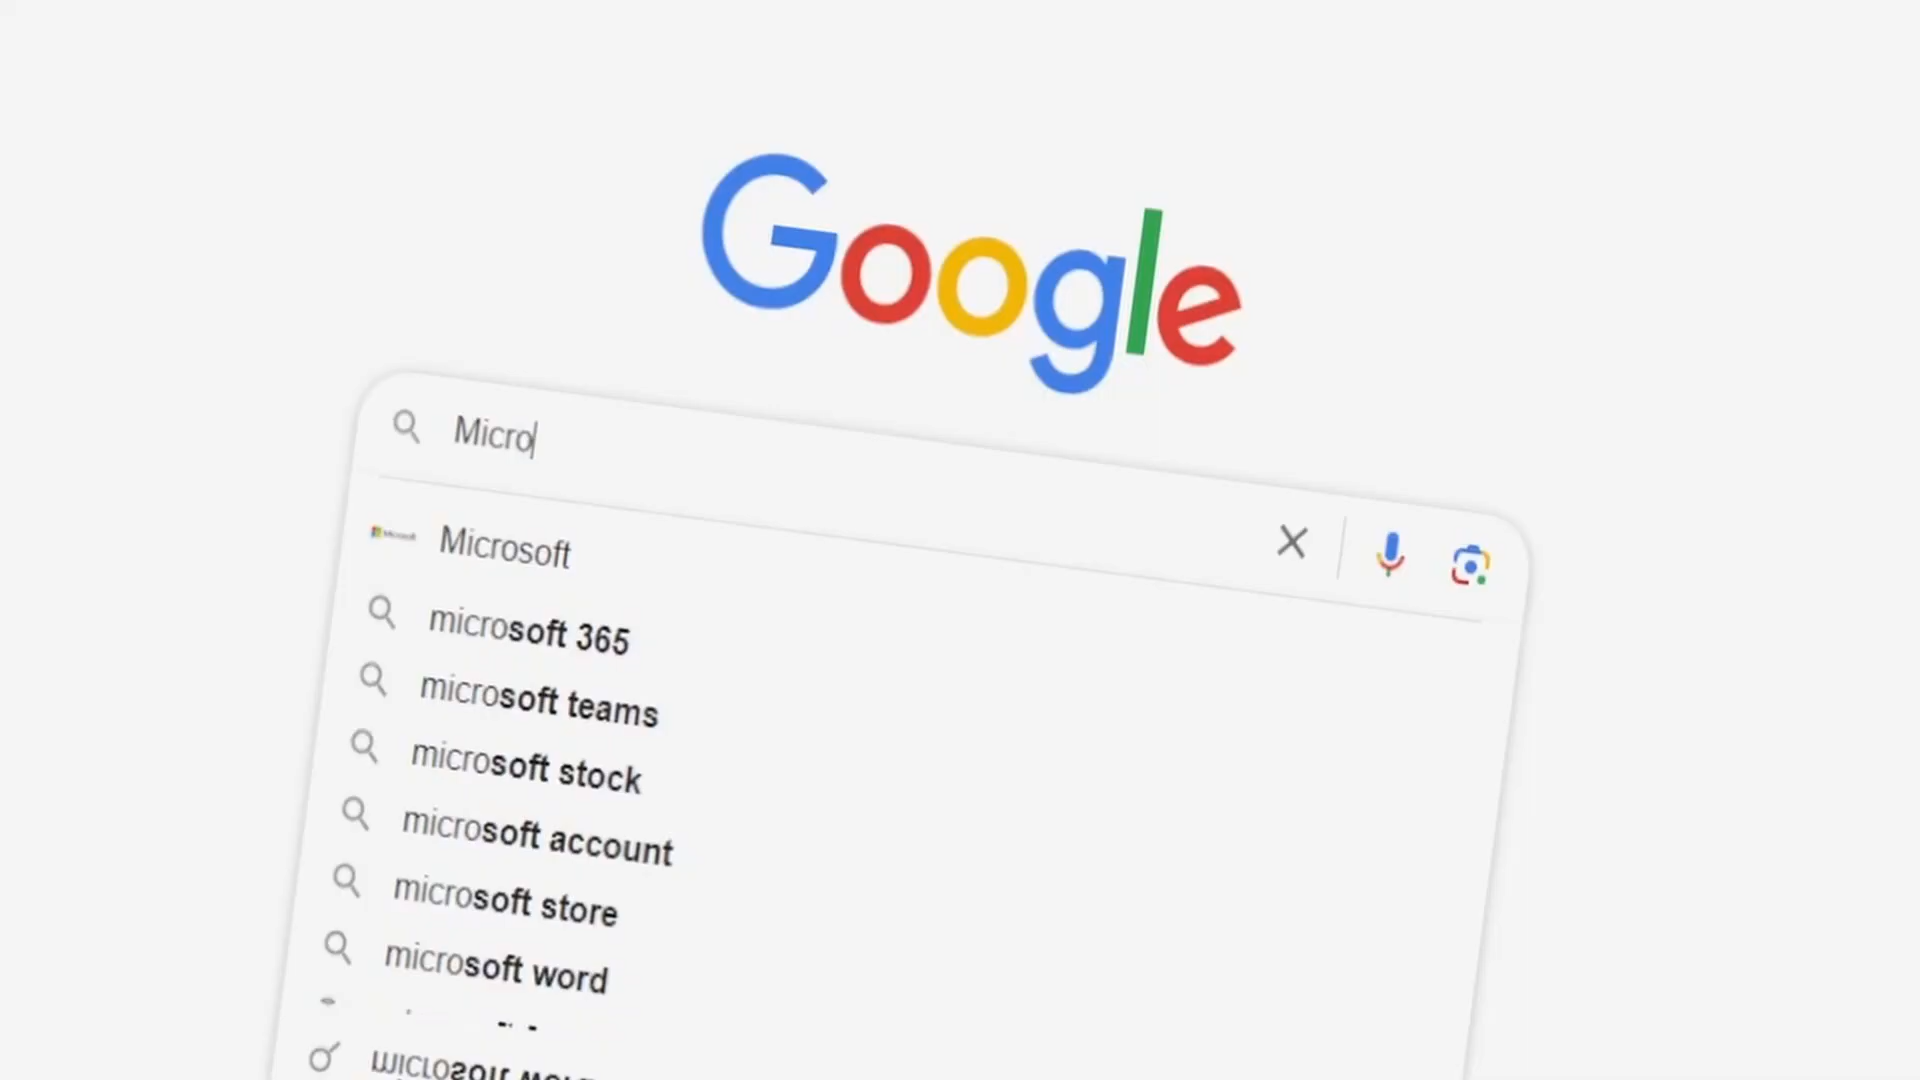 Google
Micro
Microsoft
microsoft 365
microsoft teams
microsoft stock
microsoft account
microsoft store
microsoft word